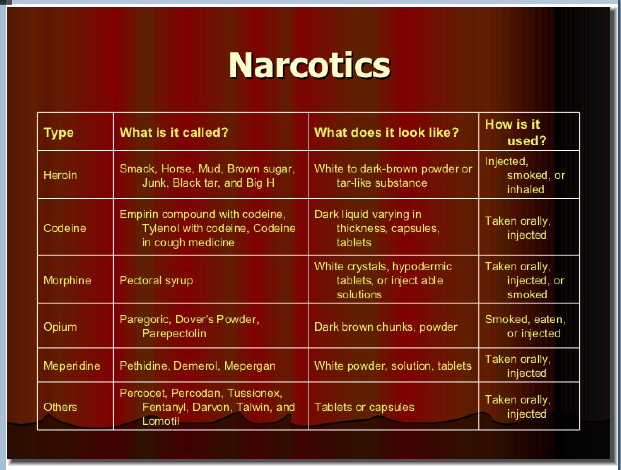 Narcotics
Type
What is it called?
What does it look like?
How is it
used?
Heroin
Smack, Horse, Mud, Brown sugar,
Junk, Black tar, and Big H
White to dark-brown powder or
tar-like substance
Injected,
smoked, or
inhaled
Codeine
Empirin compound with codeine,
Tylenol with codeine, Codeine
in cough medicine
Dark liquid varying in
thickness, capsules,
tablets
Taken orally,
injected
Morphine
Pectoral syrup
White crystals, hypodermic
tablets, or inject able
solutions
Taken orally,
injected, or
smoked
Opium
Paregoric, Dover's Powder,
Parepectolin
Dark brown chunks, powder
Smoked, eaten,
or injected
Meperidine
Pethidine, Demerol, Mepergan
White powder, solution, tablets
Taken orally,
injected
Others
Percocet, Percodan, Tussionex,
Fentanyl, Darvon, Talwin, and
Lomotil
Tablets or capsules
Taken orally,
injected